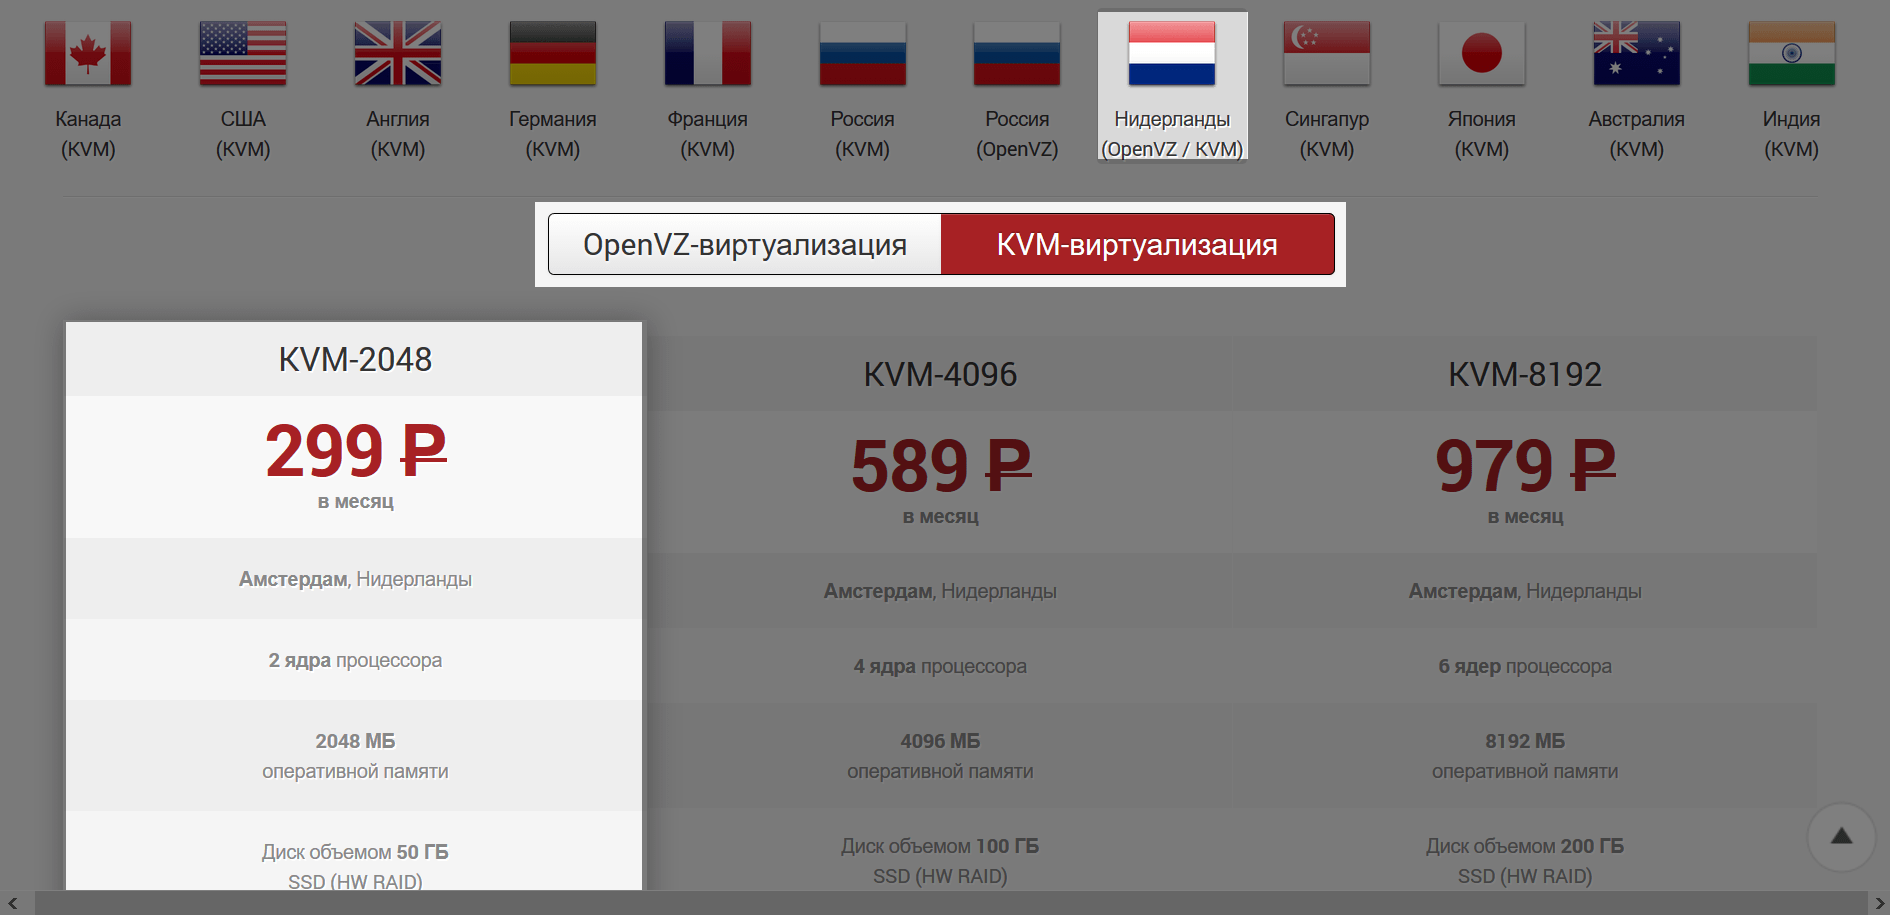 Канада
(KVM)
США
(KVM)
Англия
(KVM)
Германия
(KVM)
Франция
(KVM)
Россия
(KVM)
Россия
(OpenVZ)
Нидерланды
(OpenVZ / KVM)
Сингапур
(KVM)
Япония
(KVM)
Австралия
(KVM)
Индия
(KVM)
OpenVZ-виртуализация
KVM-виртуализация
KVM-2048
299 ₽
в месяц
Амстердам, Нидерланды
2 ядра процессора
2048 МБ
оперативной памяти
Диск объемом 50 ГБ
SSD (HW RAID)
KVM-4096
589 ₽
в месяц
Амстердам, Нидерланды
4 ядра процессора
4096 МБ
оперативной памяти
Диск объемом 100 ГБ
SSD (HW RAID)
KVM-8192
979 ₽
в месяц
Амстердам, Нидерланды
6 ядер процессора
8192 МБ
оперативной памяти
Диск объемом 200 ГБ
SSD (HW RAID)